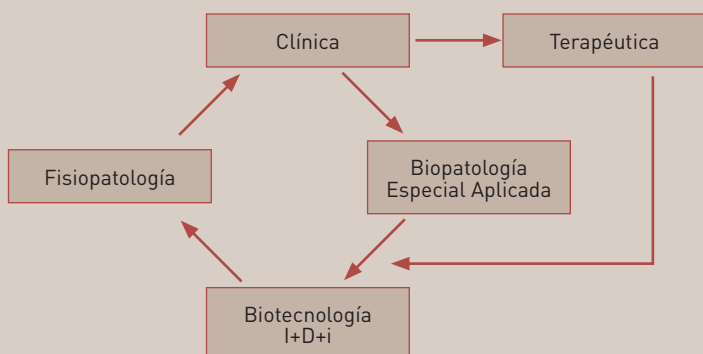 Clínica
Terapéutica
Fisiopatología
Biopatología
Especial Aplicada
Biotecnología
I+D+i